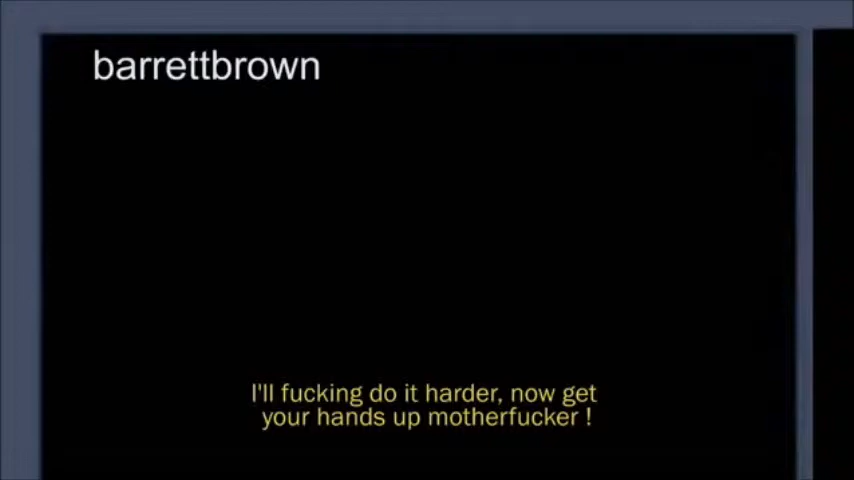 barrettbrown
I'll fucking do it harder, now get
your hands up motherfucker !